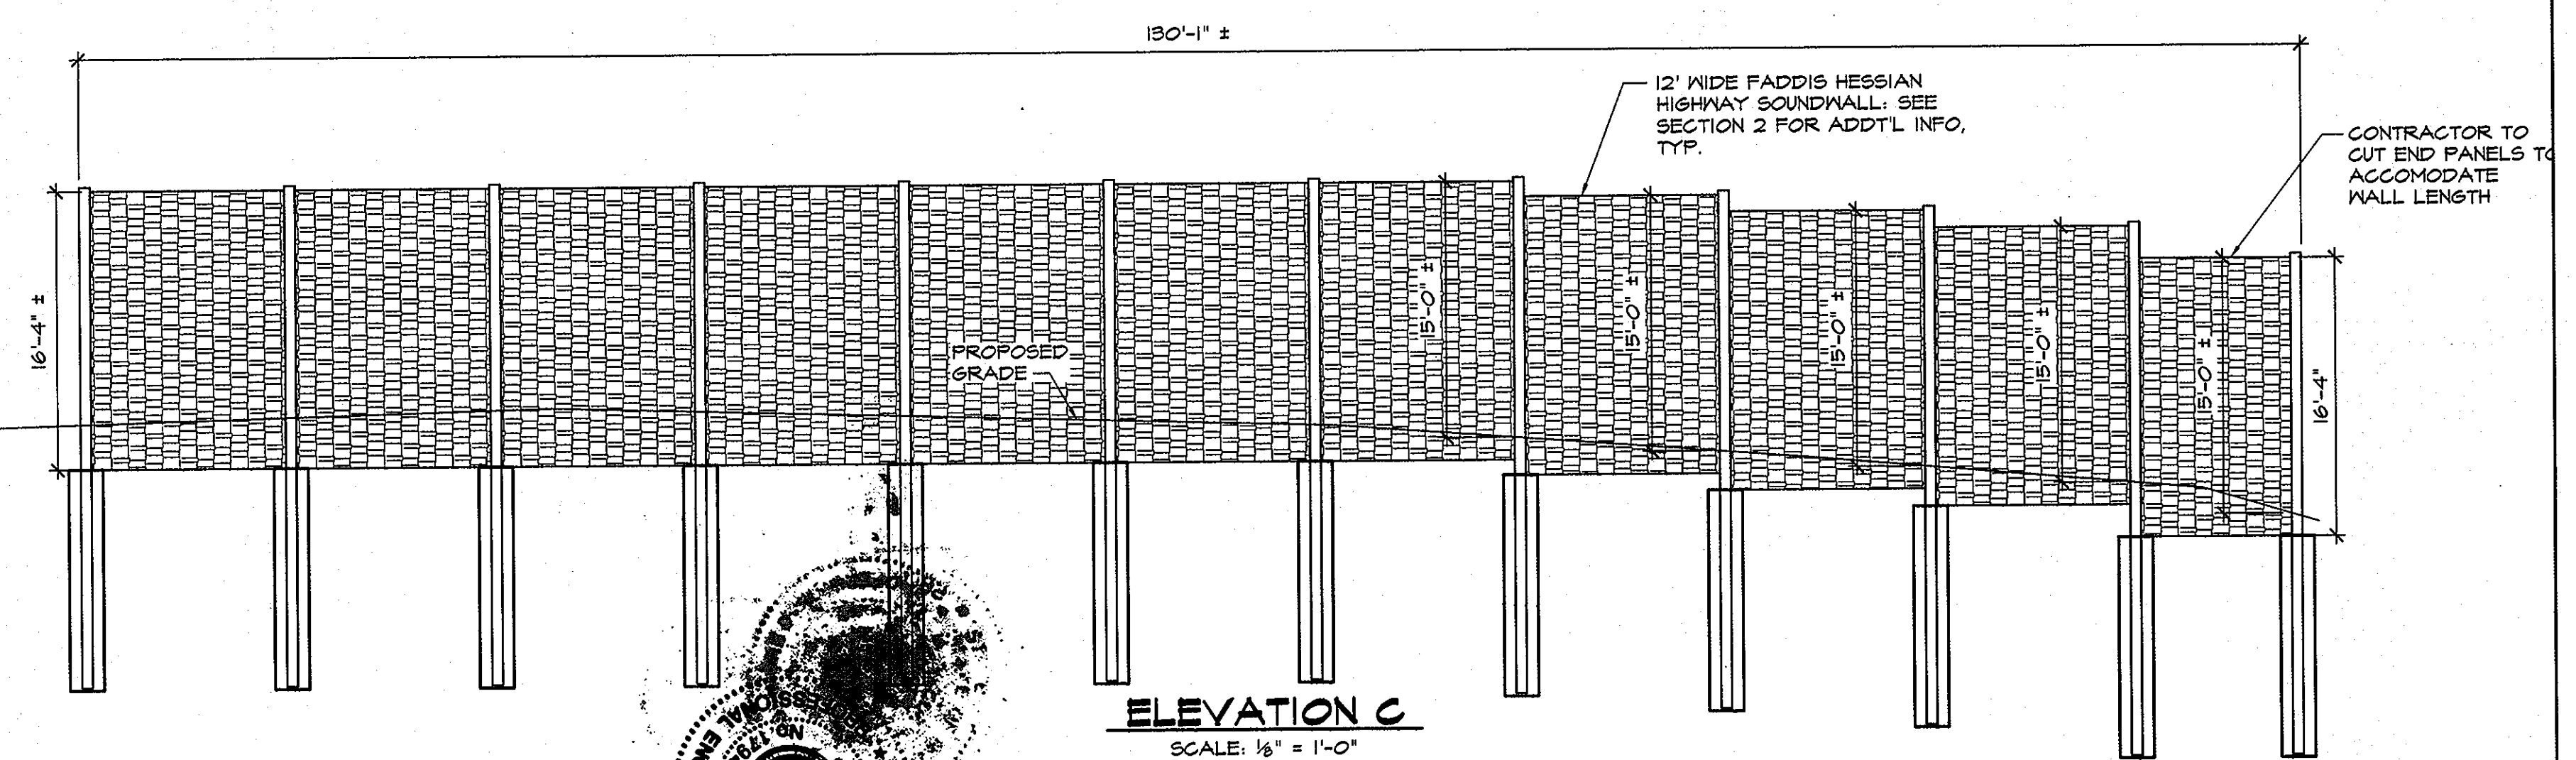 130'-1" ±
12' WIDE FADDIS HESSIAN
HIGHWAY SOUNDWALL: SEE
SECTION 2 FOR ADDT'L INFO,
TYP.
CONTRACTOR TO
CUT END PANELS TO
ACCOMODATE
WALL LENGTH
16'-4" ±
PROPOSED
GRADE
15'-0" ±
15'-0" ±
15'-0" ±
15'-0" ±
15'-0" ±
16'-4"
ELEVATION C
SCALE: 1/8" = 1'-0"
PROFESSIONAL